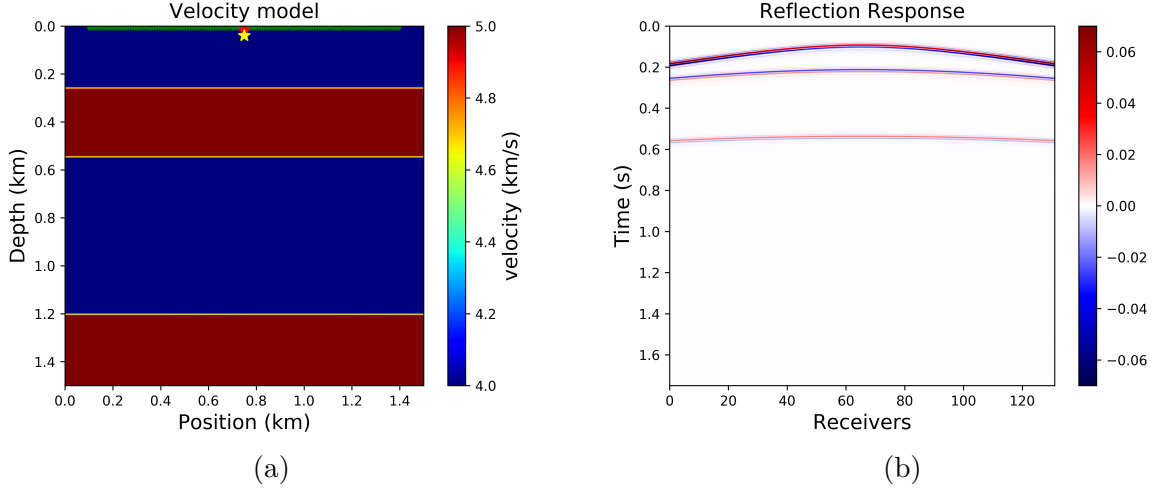 Velocity model
0.0
0.2
0.4
0.6
0.8
1.0
1.2
1.4
Depth (km)
0.0 0.2 0.4 0.6 0.8 1.0 1.2 1.4
Position (km)
5.0
4.8
4.6
4.4
4.2
4.0
velocity (km/s)
(a)
Reflection Response
0.0
0.2
0.4
0.6
0.8
1.0
1.2
1.4
1.6
Time (s)
0 20 40 60 80 100 120
Receivers
0.06
0.04
0.02
0.00
−0.02
−0.04
−0.06
(b)